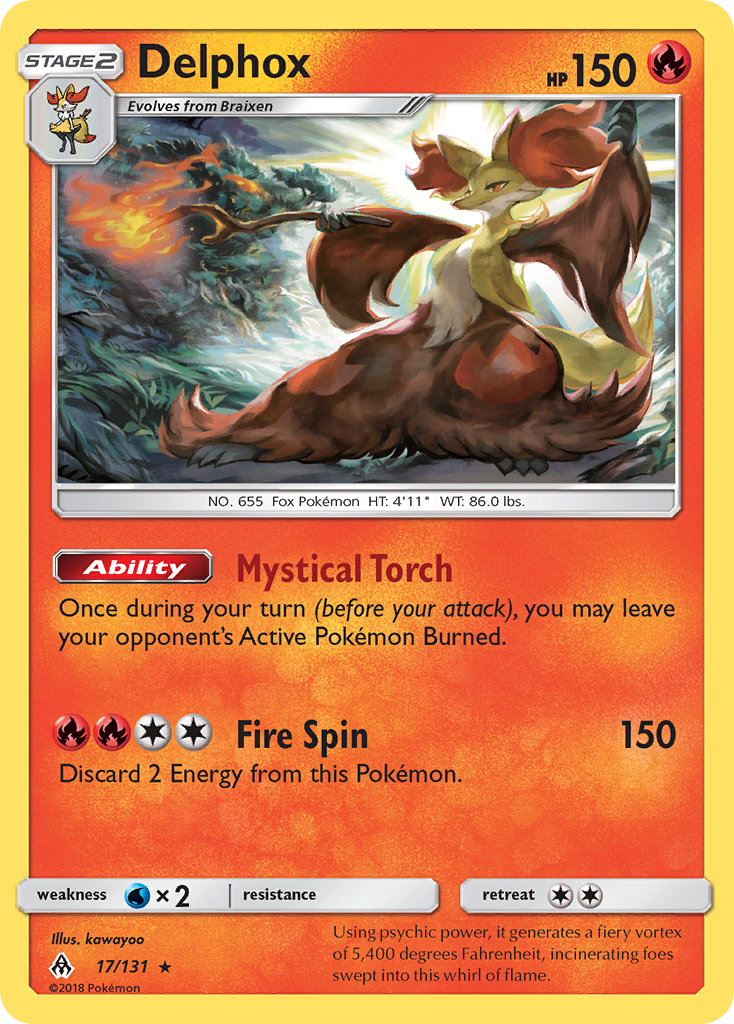 STAGE2
Delphox
HP 150
Evolves from Braixen
NO. 655 Fox Pokémon HT: 4'11" WT: 86.0 lbs.
Ability Mystical Torch
Once during your turn (before your attack), you may leave
your opponent's Active Pokémon Burned.
Fire Spin 150
Discard 2 Energy from this Pokémon.
weakness × 2 resistance retreat
Illus. kawayoo
17/131 ★
©2018 Pokémon
Using psychic power, it generates a fiery vortex
of 5,400 degrees Fahrenheit, incinerating foes
swept into this whirl of flame.